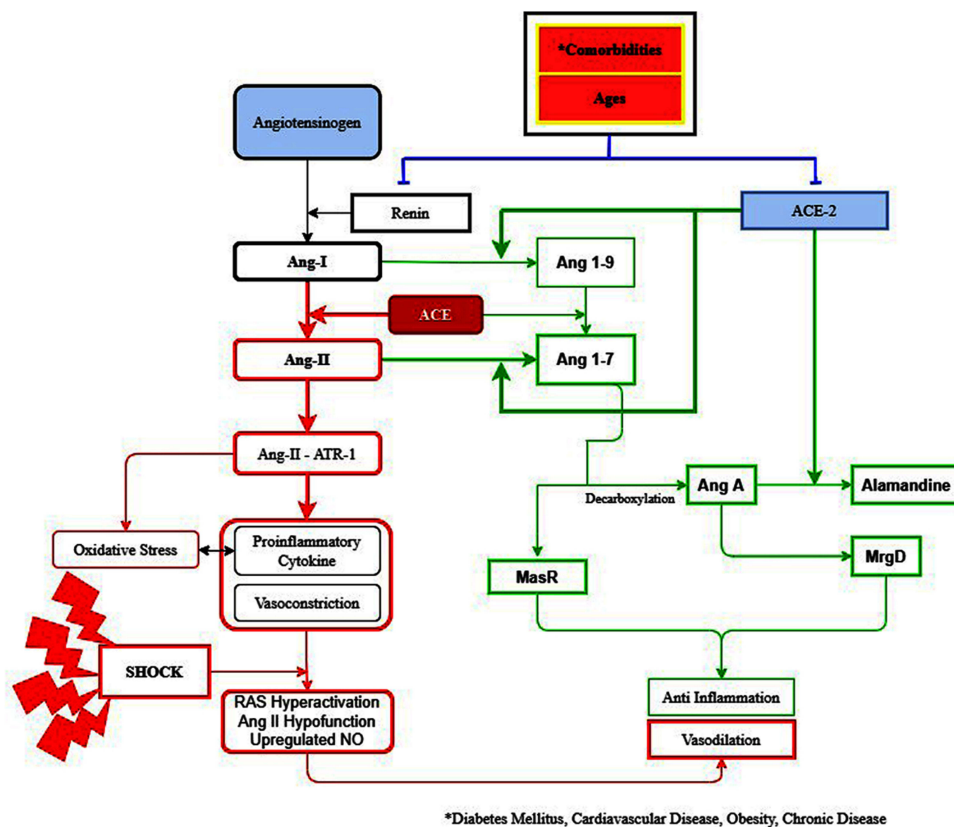 *Comorbidities
Ages
Angiotensinogen
Renin
ACE-2
Ang-I
Ang 1-9
ACE
Ang-II
Ang 1-7
Ang-II - ATR-1
Decarboxylation
Ang A
Alamandine
Oxidative Stress
Proinflammatory
Cytokine
Vasoconstriction
MasR
MrgD
SHOCK
RAS Hyperactivation
Ang II Hypofunction
Upregulated NO
Anti Inflammation
Vasodilation
*Diabetes Mellitus, Cardiavascular Disease, Obesity, Chronic Disease